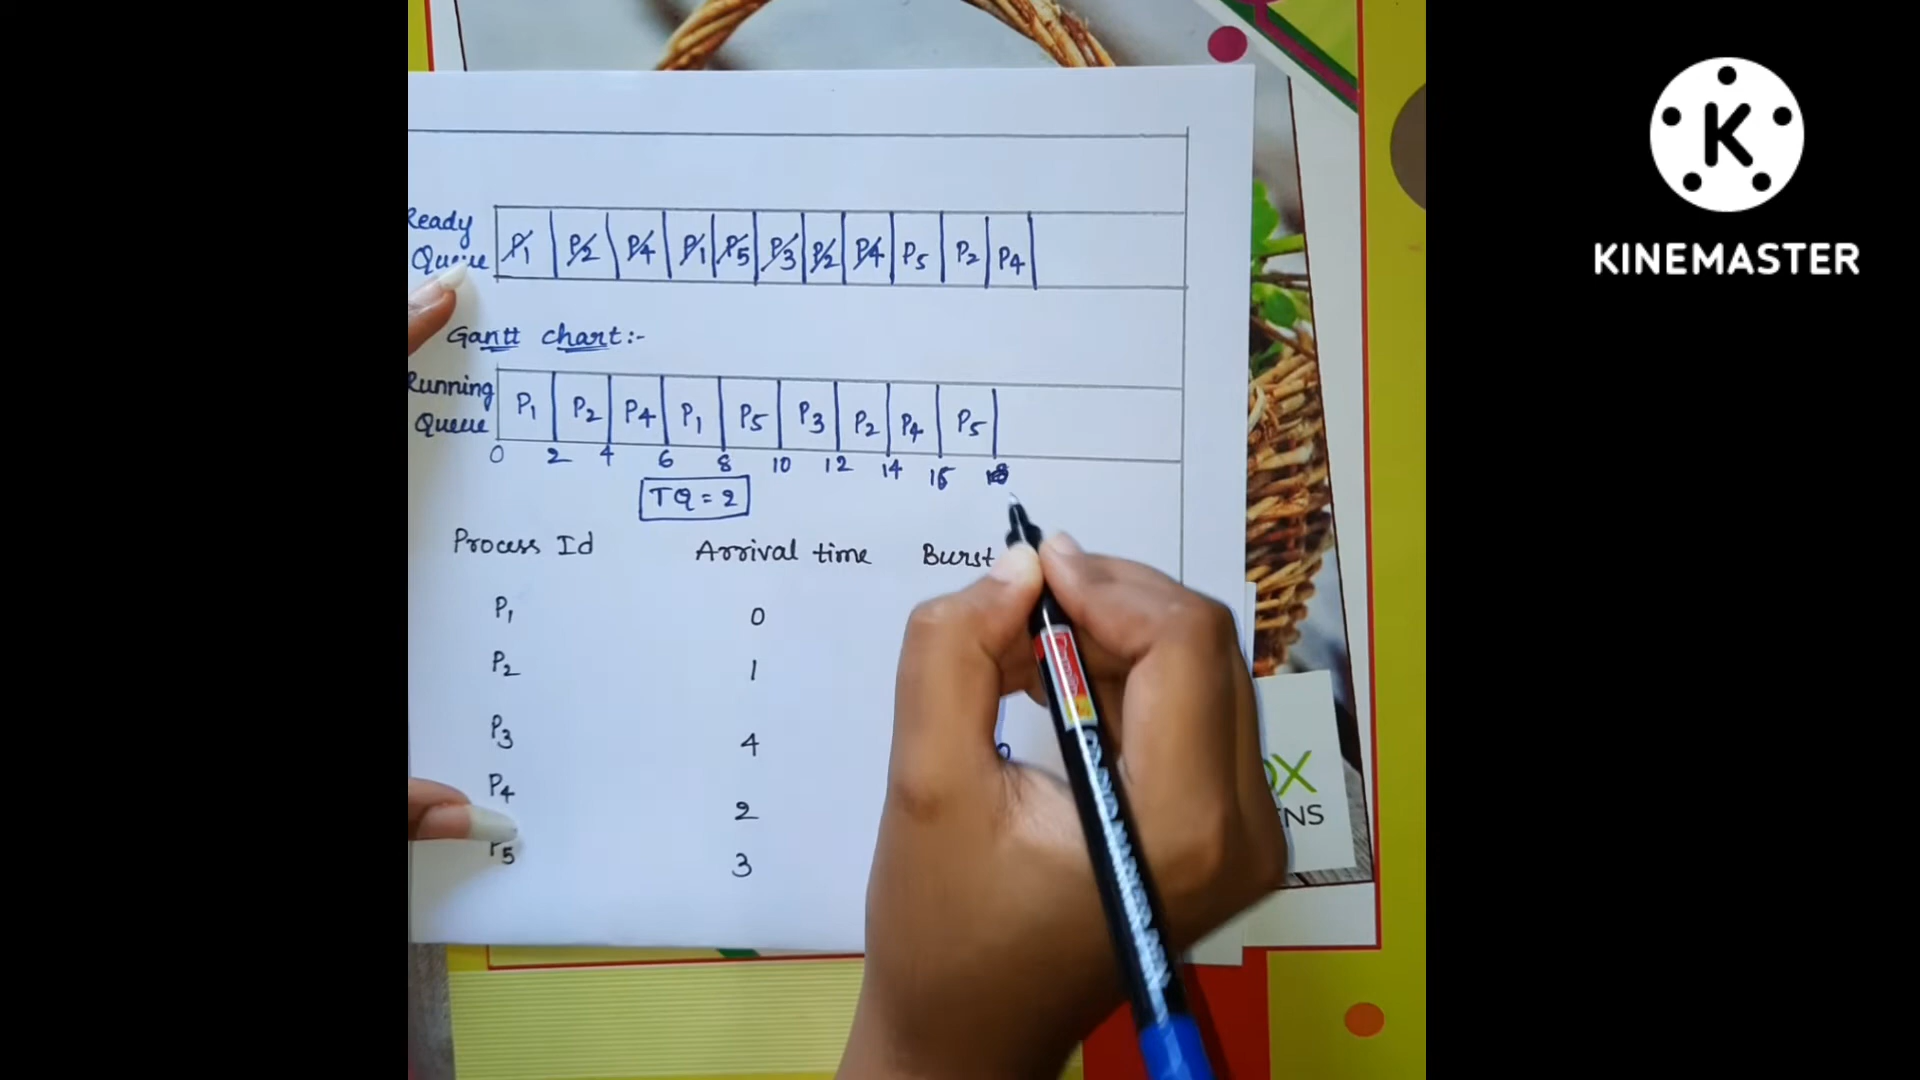 Ready
Queue P1 P2 P4 P1 P5 P3 P2 P4 P5 P2 P4
Gantt chart:-
Running
Queue P1 P2 P4 P1 P5 P3 P2 P4 P5
0 2 4 6 8 10 12 14 16 18
TQ = 2
Process Id Arrival time Burst
P1 0
P2 1
P3 4
P4 2
P5 3
KINEMASTER